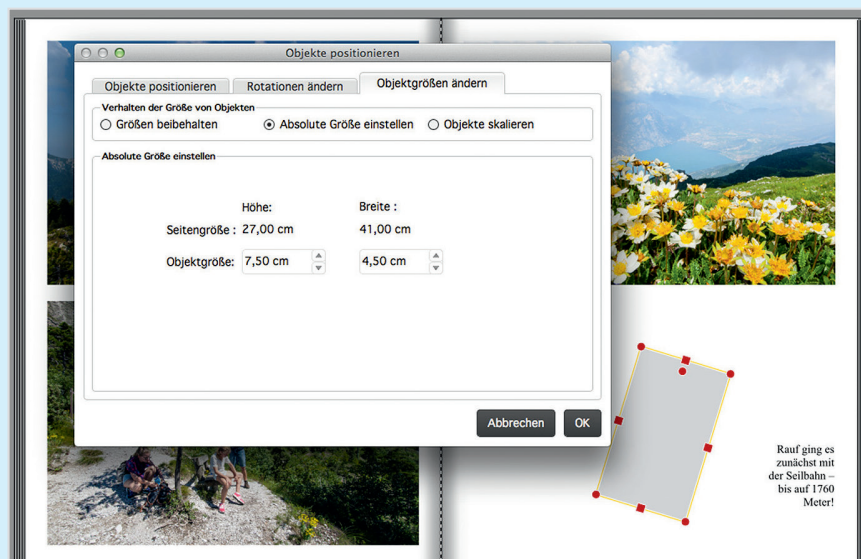 Objekte positionieren
Objekte positionieren Rotationen ändern Objektgrößen ändern
Verhalten der Größe von Objekten
Größen beibehalten Absolute Größe einstellen Objekte skalieren
Absolute Größe einstellen
Höhe: Breite :
Seitengröße : 27,00 cm 41,00 cm
Objektgröße: 7,50 cm 4,50 cm
Abbrechen OK
Rauf ging es
zunächst mit
der Seilbahn –
bis auf 1760
Meter!